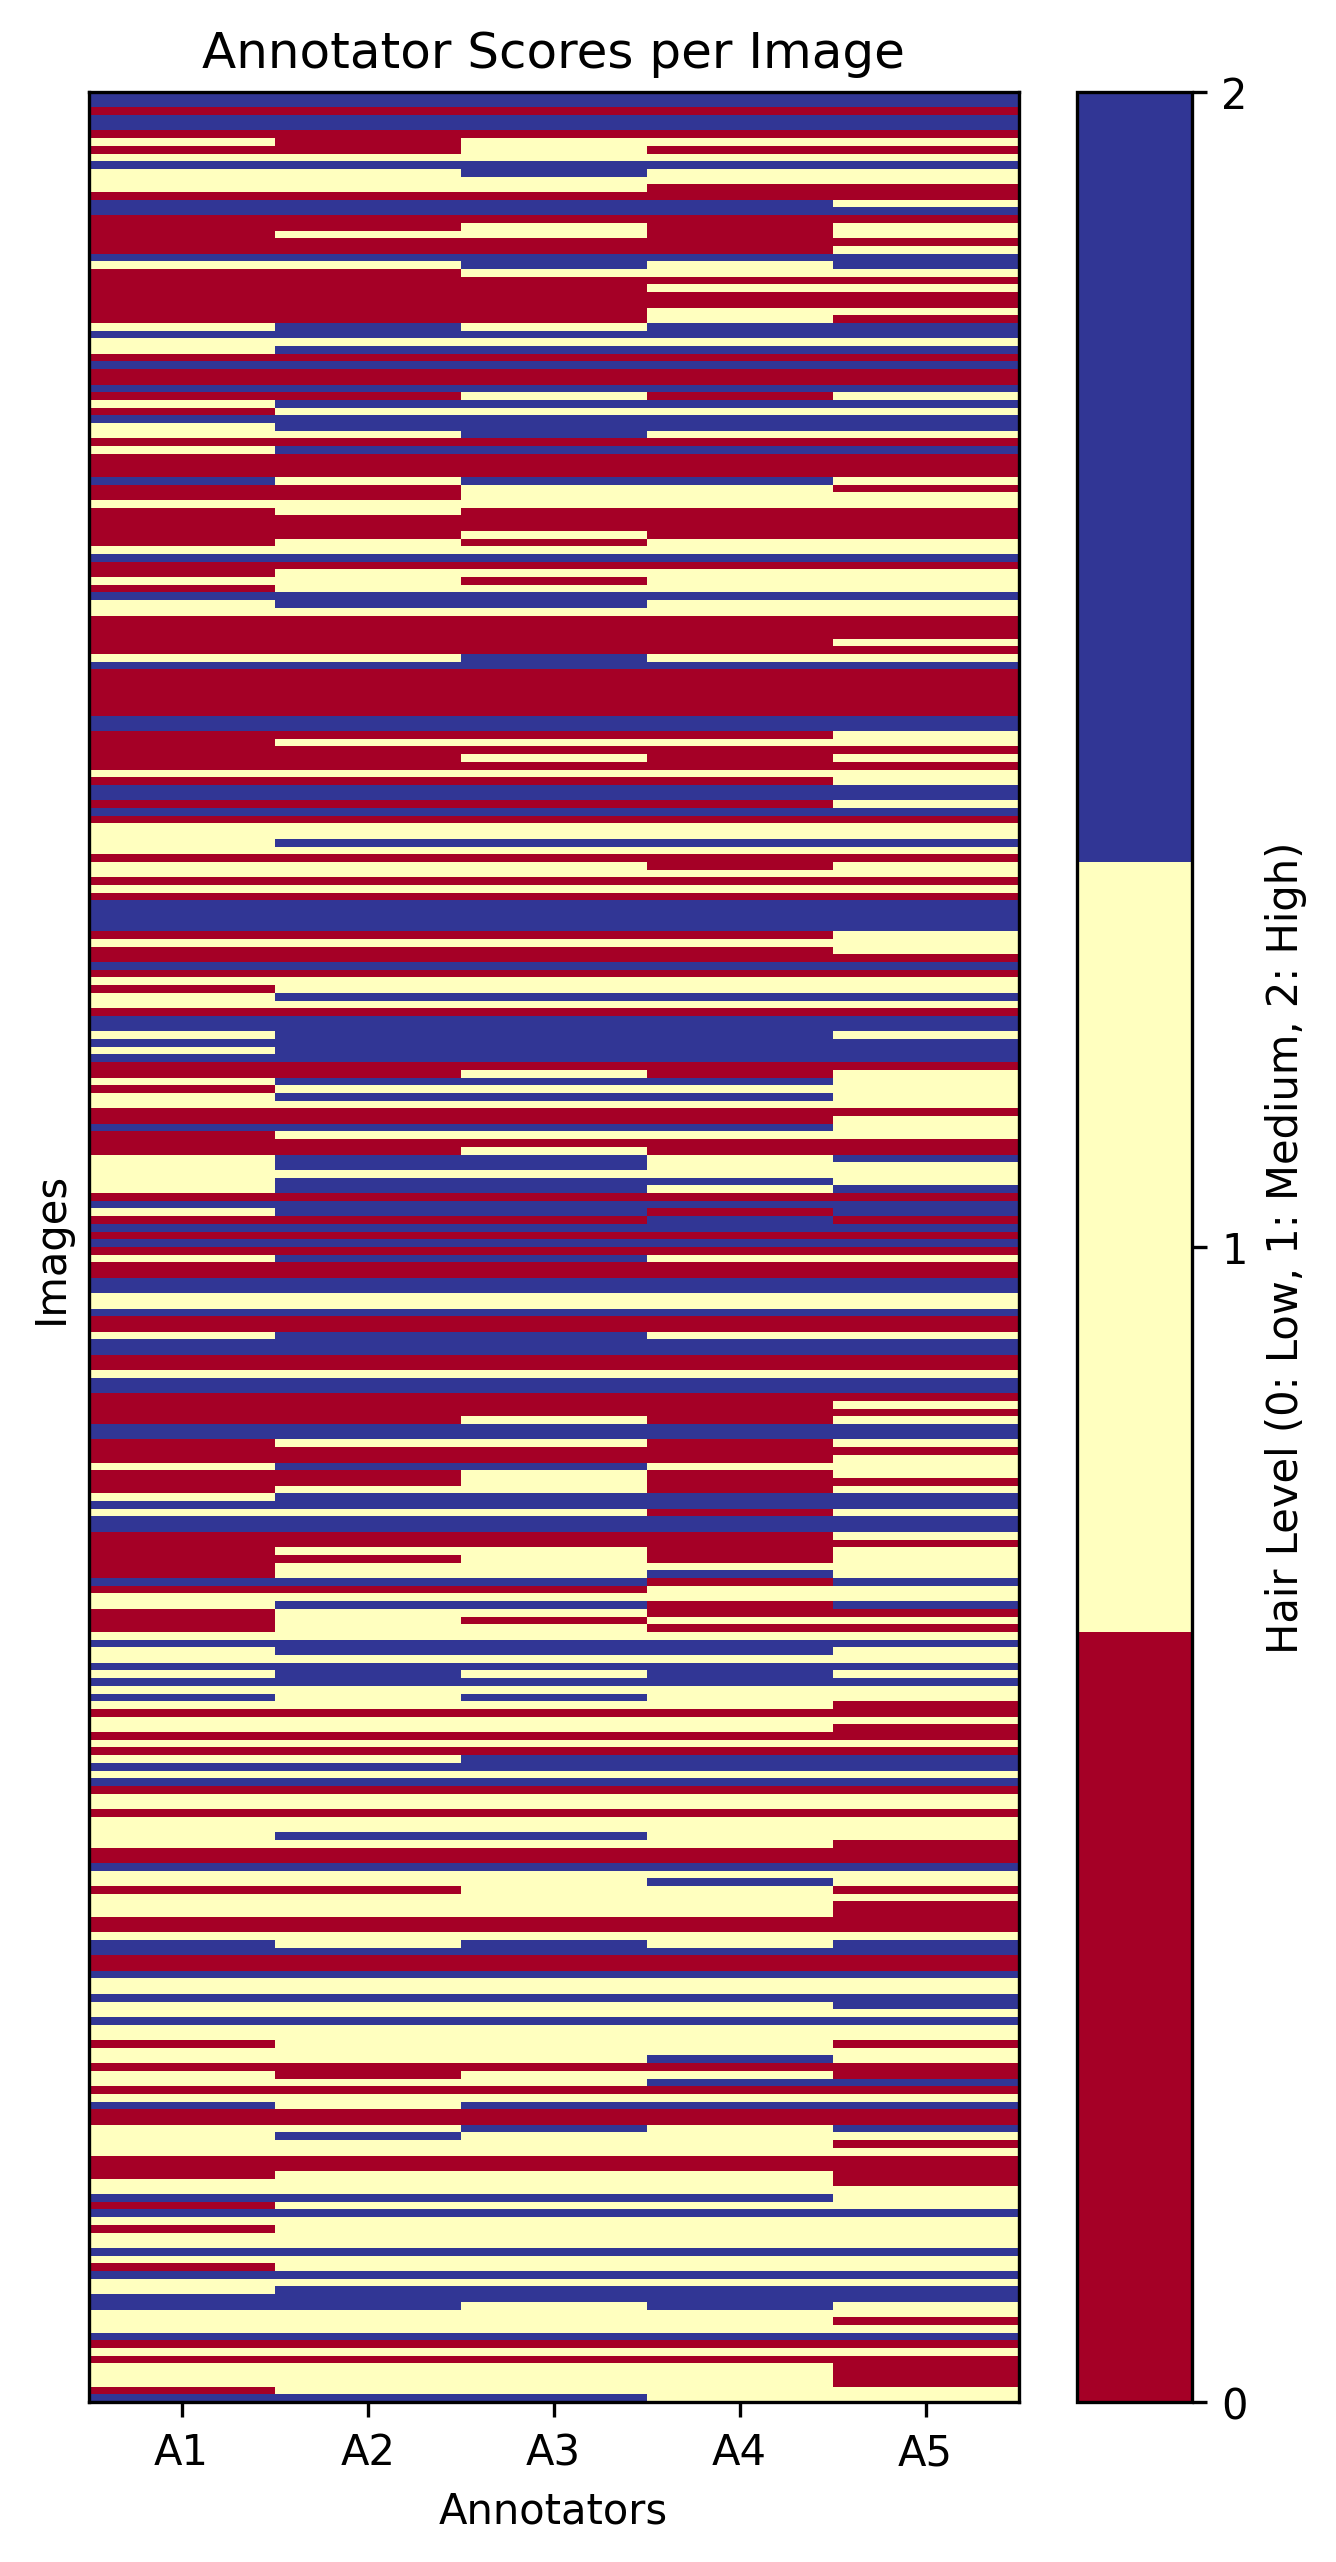 Annotator Scores per Image
Images
A1 A2 A3 A4 A5
Annotators
2
1
0
Hair Level (0: Low, 1: Medium, 2: High)